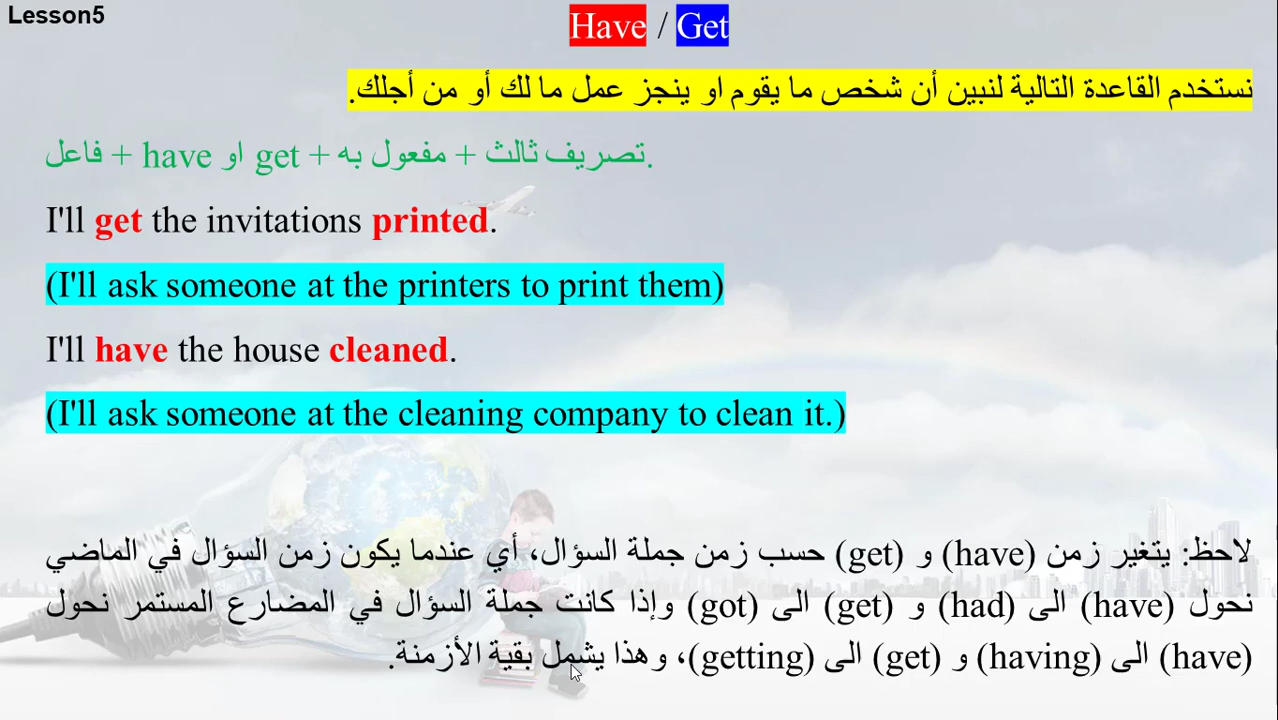 Lesson5
Have / Get
نستخدم القاعدة التالية لنبين أن شخص ما يقوم او ينجز عمل ما لك أو من أجلك.
فاعل + have او get + مفعول به + تصريف ثالث.
I'll get the invitations printed.
(I'll ask someone at the printers to print them)
I'll have the house cleaned.
(I'll ask someone at the cleaning company to clean it.)
لاحظ: يتغير زمن (have) و (get) حسب زمن جملة السؤال، أي عندما يكون زمن السؤال في الماضي
نحول (have) الى (had) و (get) الى (got) وإذا كانت جملة السؤال في المضارع المستمر نحول
(have) الى (having) و (get) الى (getting)، وهذا يشمل بقية الأزمنة.